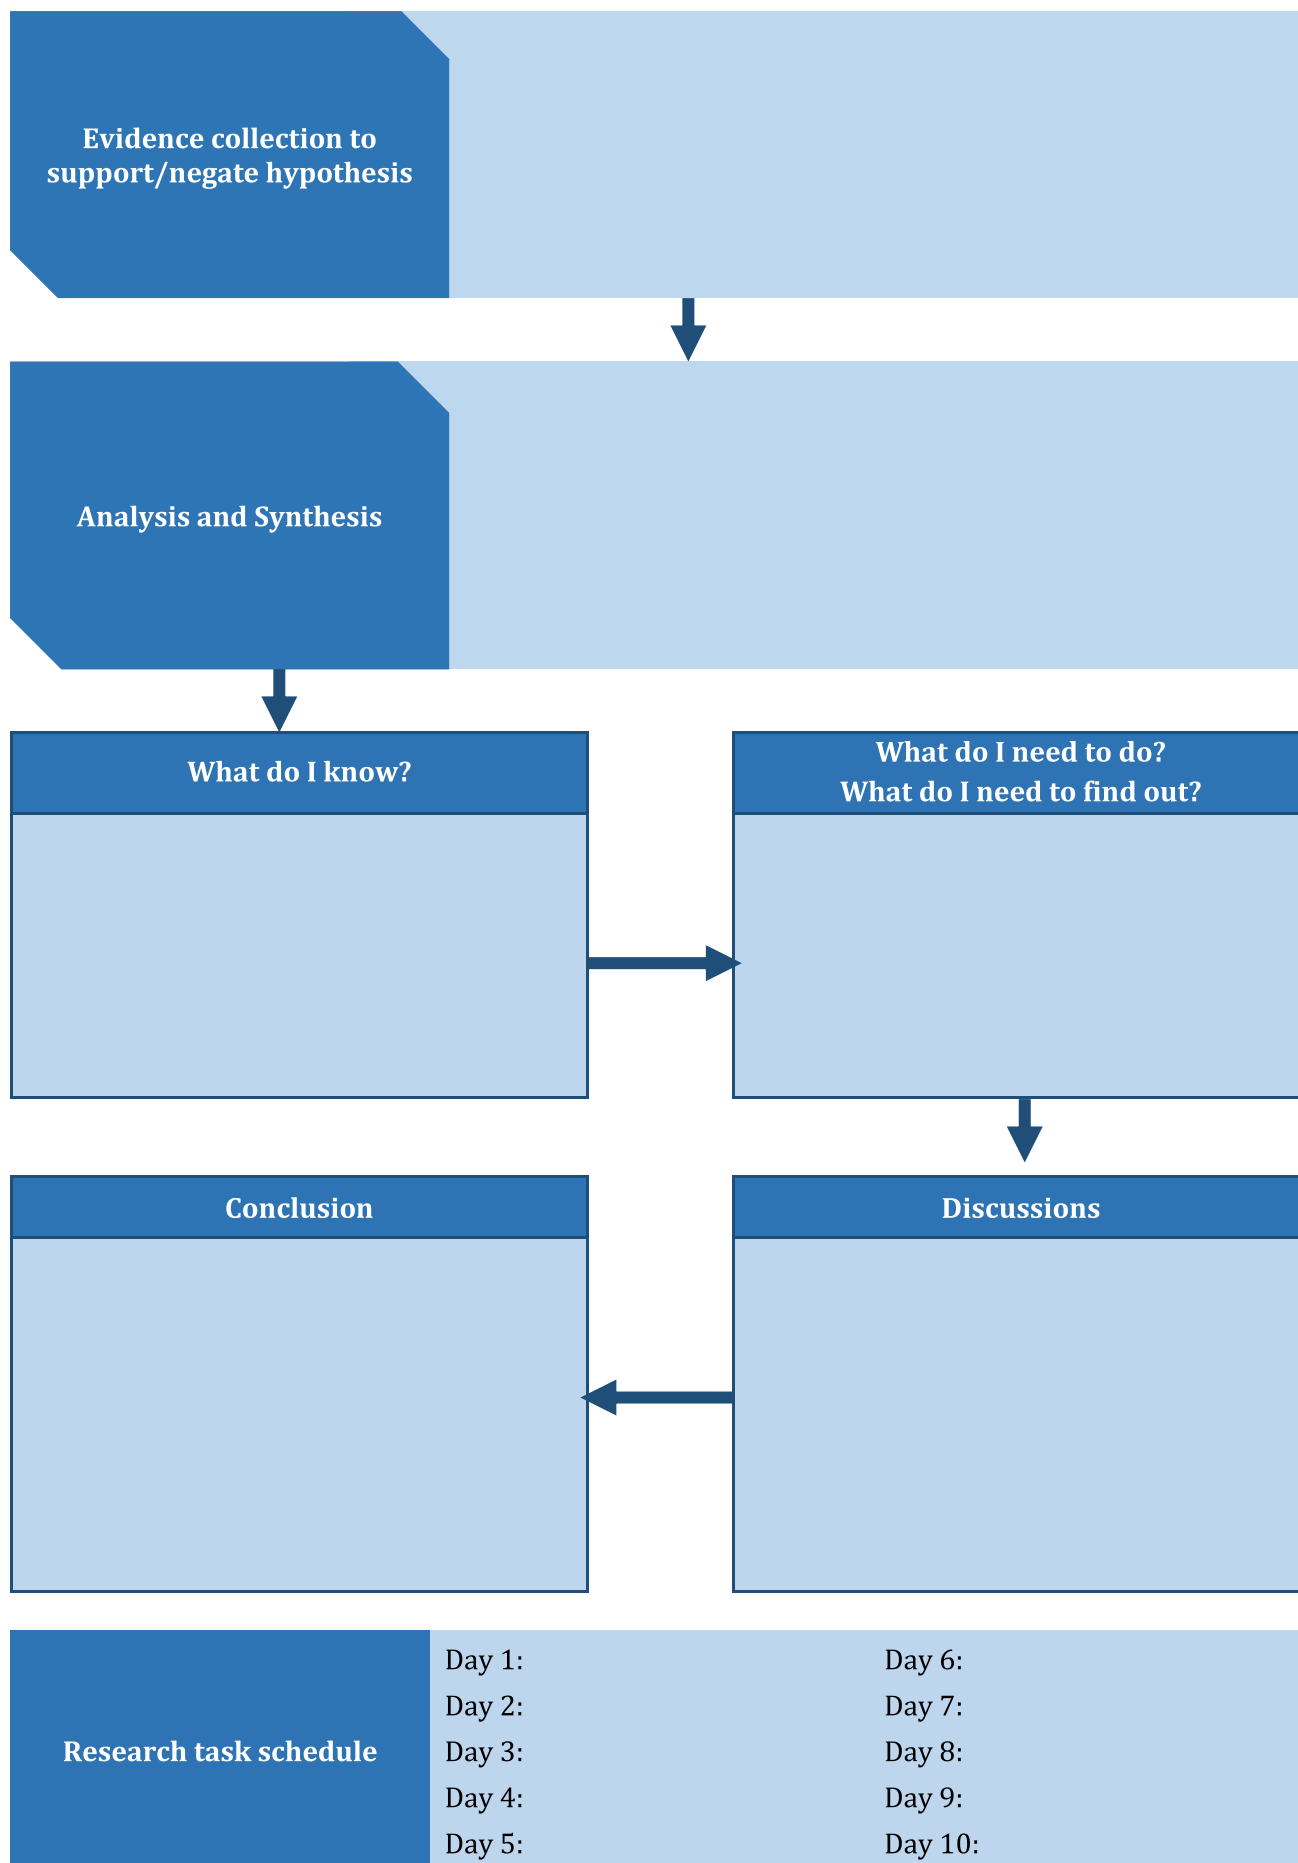 Evidence collection to
support/negate hypothesis
Analysis and Synthesis
What do I know?
What do I need to do?
What do I need to find out?
Conclusion
Discussions
Research task schedule
Day 1:
Day 2:
Day 3:
Day 4:
Day 5:
Day 6:
Day 7:
Day 8:
Day 9:
Day 10: